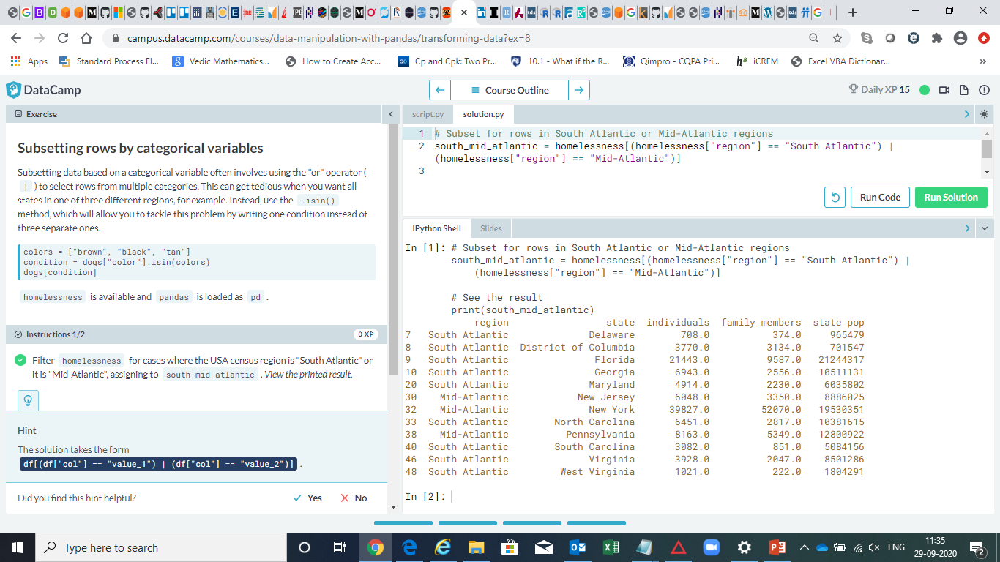 campus.datacamp.com/courses/data-manipulation-with-pandas/transforming-data?ex=8
Apps Standard Process Fl... Vedic Mathematics... How to Create Acc... Cp and Cpk: Two Pr... 10.1 - What if the R... Qimpro - CQPA Pri... iCREM Excel VBA Dictionar... »
DataCamp
Course Outline
Daily XP 15
Exercise
Subsetting rows by categorical variables
Subsetting data based on a categorical variable often involves using the "or" operator (
| ) to select rows from multiple categories. This can get tedious when you want all
states in one of three different regions, for example. Instead, use the .isin()
method, which will allow you to tackle this problem by writing one condition instead of
three separate ones.
colors = ["brown", "black", "tan"]
condition = dogs["color"].isin(colors)
dogs[condition]
homelessness is available and pandas is loaded as pd .
Instructions 1/2
0 XP
Filter homelessness for cases where the USA census region is "South Atlantic" or
it is "Mid-Atlantic", assigning to south_mid_atlantic . View the printed result.
Hint
The solution takes the form
df[(df["col"] == "value_1") | (df["col"] == "value_2")] .
Did you find this hint helpful?
Yes
No
script.py
solution.py
1 # Subset for rows in South Atlantic or Mid-Atlantic regions
2 south_mid_atlantic = homelessness[(homelessness["region"] == "South Atlantic") |
(homelessness["region"] == "Mid-Atlantic")]
3
Run Code
Run Solution
IPython Shell
Slides
In [1]: # Subset for rows in South Atlantic or Mid-Atlantic regions
south_mid_atlantic = homelessness[(homelessness["region"] == "South Atlantic") |
(homelessness["region"] == "Mid-Atlantic")]
# See the result
print(south_mid_atlantic)
region state individuals family_members state_pop
7 South Atlantic Delaware 708.0 374.0 965479
8 South Atlantic District of Columbia 3770.0 3134.0 701547
9 South Atlantic Florida 21443.0 9587.0 21244317
10 South Atlantic Georgia 6943.0 2556.0 10511131
20 South Atlantic Maryland 4914.0 2230.0 6035802
30 Mid-Atlantic New Jersey 6048.0 3350.0 8886025
32 Mid-Atlantic New York 39827.0 52070.0 19530351
33 South Atlantic North Carolina 6451.0 2817.0 10381615
38 Mid-Atlantic Pennsylvania 8163.0 5349.0 12800922
40 South Atlantic South Carolina 3082.0 851.0 5084156
46 South Atlantic Virginia 3928.0 2047.0 8501286
48 South Atlantic West Virginia 1021.0 222.0 1804291
In [2]:
Type here to search
ENG
11:35
29-09-2020
2